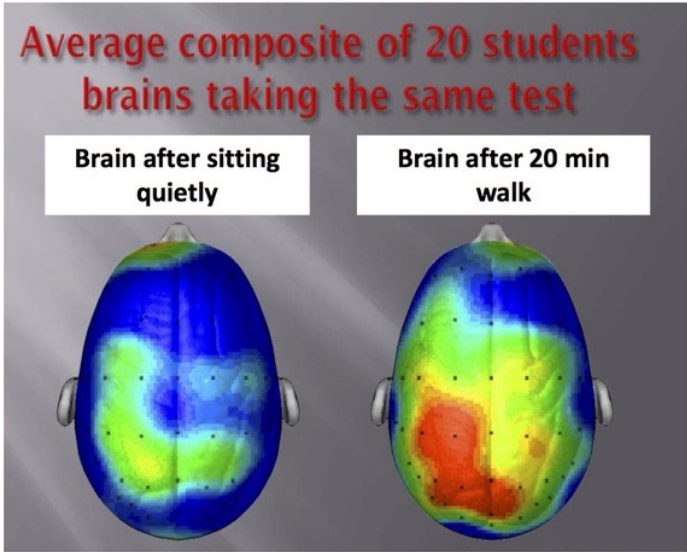 Average composite of 20 students
brains taking the same test
Brain after sitting
quietly
Brain after 20 min
walk